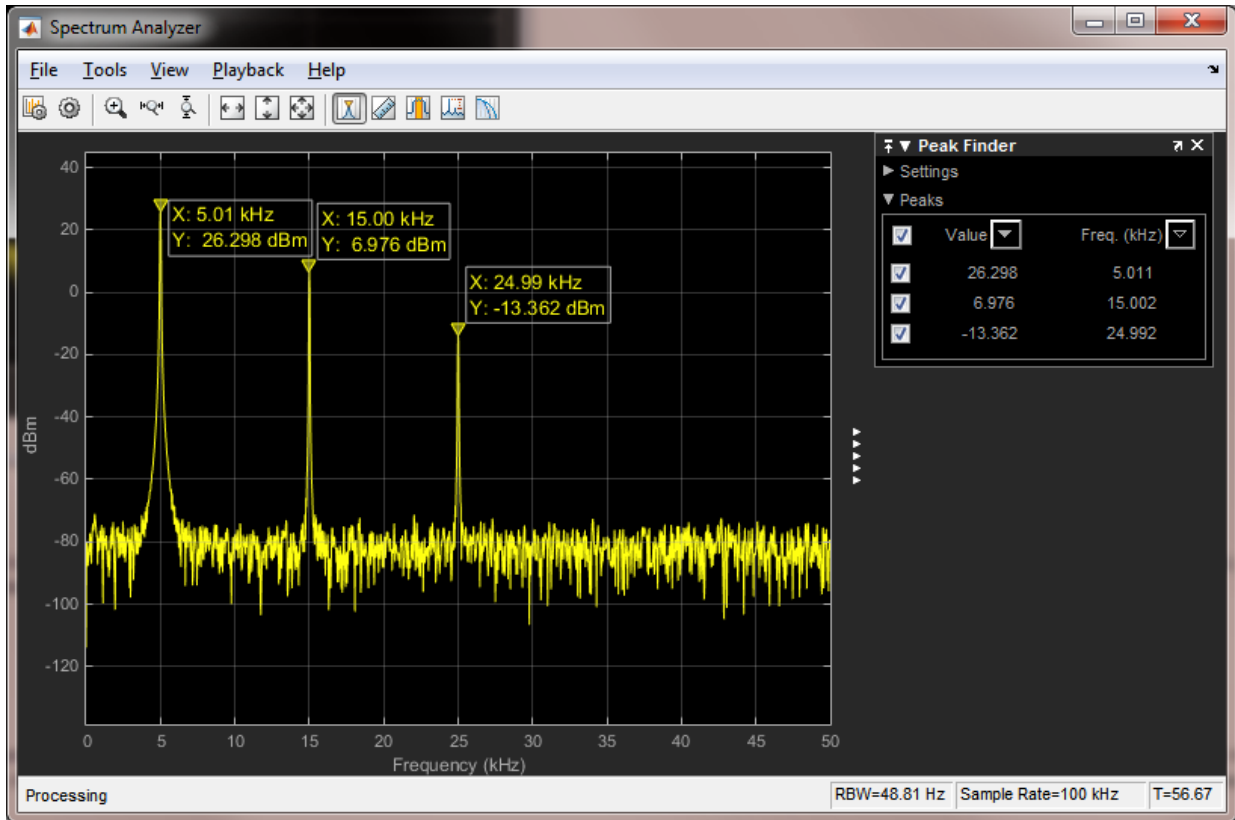 Spectrum Analyzer
File Tools View Playback Help
Peak Finder
Settings
Peaks
Value Freq. (kHz)
26.298 5.011
6.976 15.002
-13.362 24.992
X: 5.01 kHz
Y: 26.298 dBm
X: 15.00 kHz
Y: 6.976 dBm
X: 24.99 kHz
Y: -13.362 dBm
40
20
0
-20
-40
-60
-80
-100
-120
dBm
0 5 10 15 20 25 30 35 40 45 50
Frequency (kHz)
Processing RBW=48.81 Hz Sample Rate=100 kHz T=56.67